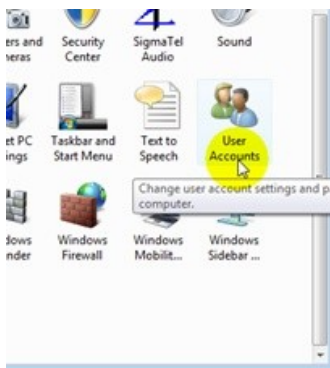 ers and Security SigmaTel Sound
neras Center Audio
et PC Taskbar and Text to User
ings Start Menu Speech Accounts
Change user account settings and p
computer.
dows Windows Windows Windows
nder Firewall Mobilit... Sidebar ...